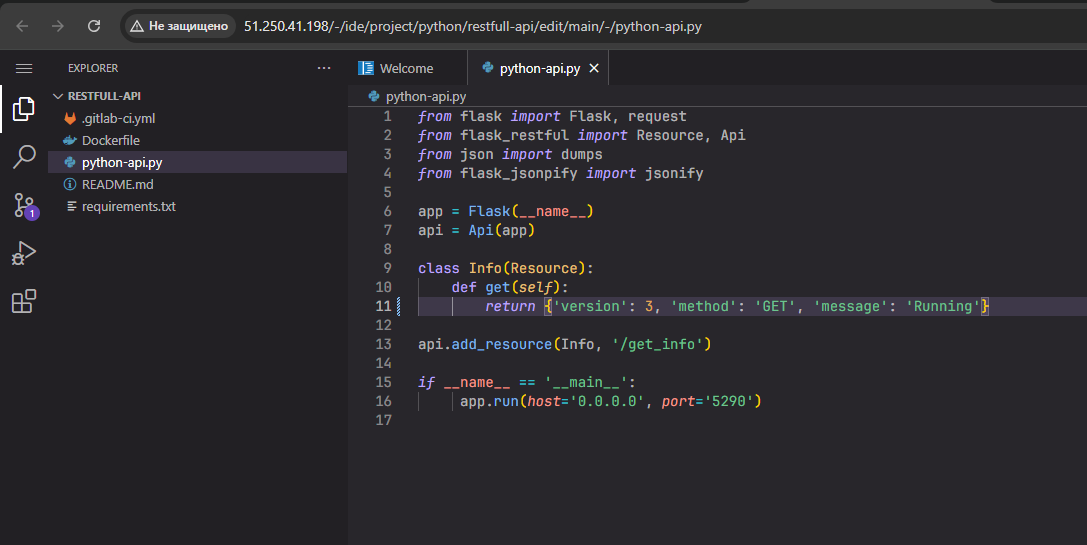 Не защищено 51.250.41.198/-/ide/project/python/restfull-api/edit/main/-/python-api.py
EXPLORER ···
RESTFULL-API
.gitlab-ci.yml
Dockerfile
python-api.py
README.md
requirements.txt
1
Welcome python-api.py
python-api.py
1 from flask import Flask, request
2 from flask_restful import Resource, Api
3 from json import dumps
4 from flask_jsonpify import jsonify
5
6 app = Flask(__name__)
7 api = Api(app)
8
9 class Info(Resource):
10     def get(self):
11         return {'version': 3, 'method': 'GET', 'message': 'Running'}
12
13 api.add_resource(Info, '/get_info')
14
15 if __name__ == '__main__':
16      app.run(host='0.0.0.0', port='5290')
17